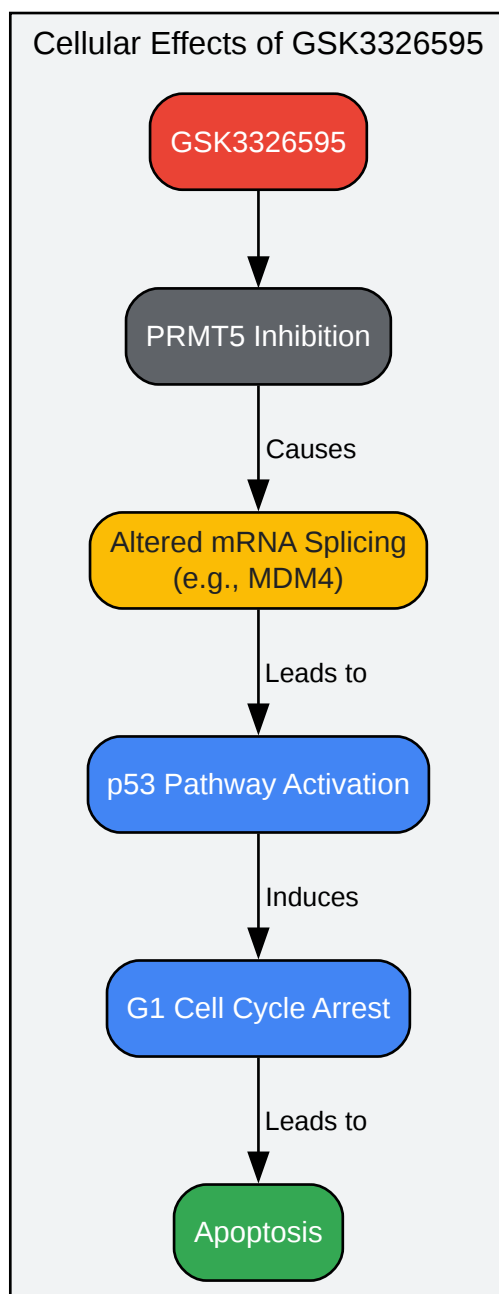 Cellular Effects of GSK3326595
GSK3326595
PRMT5 Inhibition
Causes
Altered mRNA Splicing
(e.g., MDM4)
Leads to
p53 Pathway Activation
Induces
G1 Cell Cycle Arrest
Leads to
Apoptosis